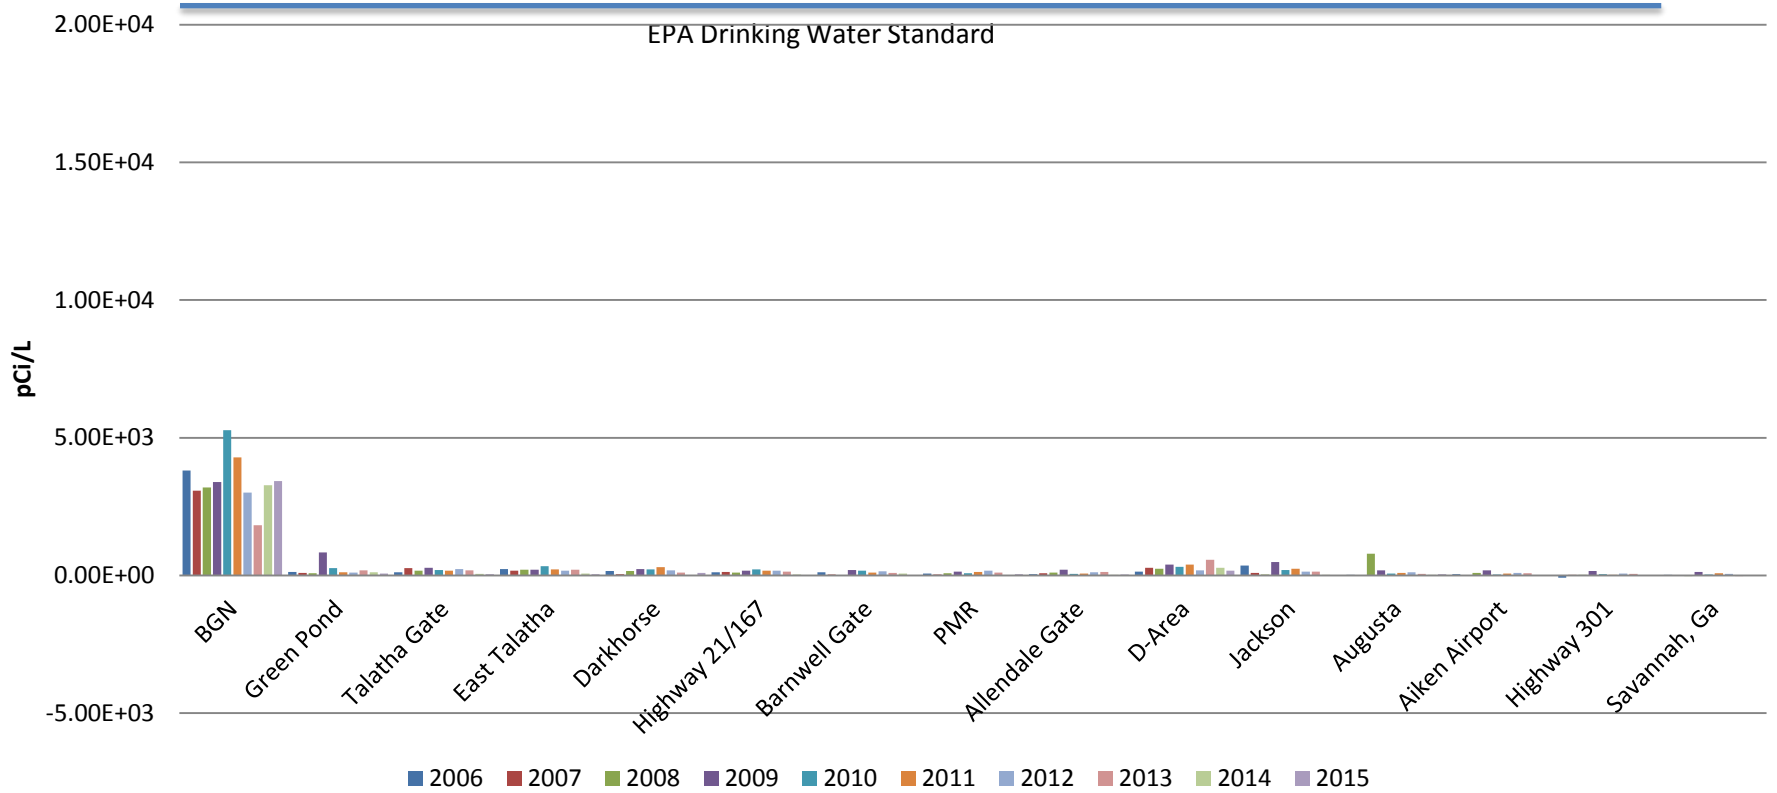 2.00E+04
EPA Drinking Water Standard
1.50E+04
1.00E+04
pCi/L
5.00E+03
0.00E+00
-5.00E+03
BGN
Green Pond
Talatha Gate
East Talatha
Darkhorse
Highway 21/167
Barnwell Gate
PMR
Allendale Gate
D-Area
Jackson
Augusta
Aiken Airport
Highway 301
Savannah, Ga
2006 2007 2008 2009 2010 2011 2012 2013 2014 2015